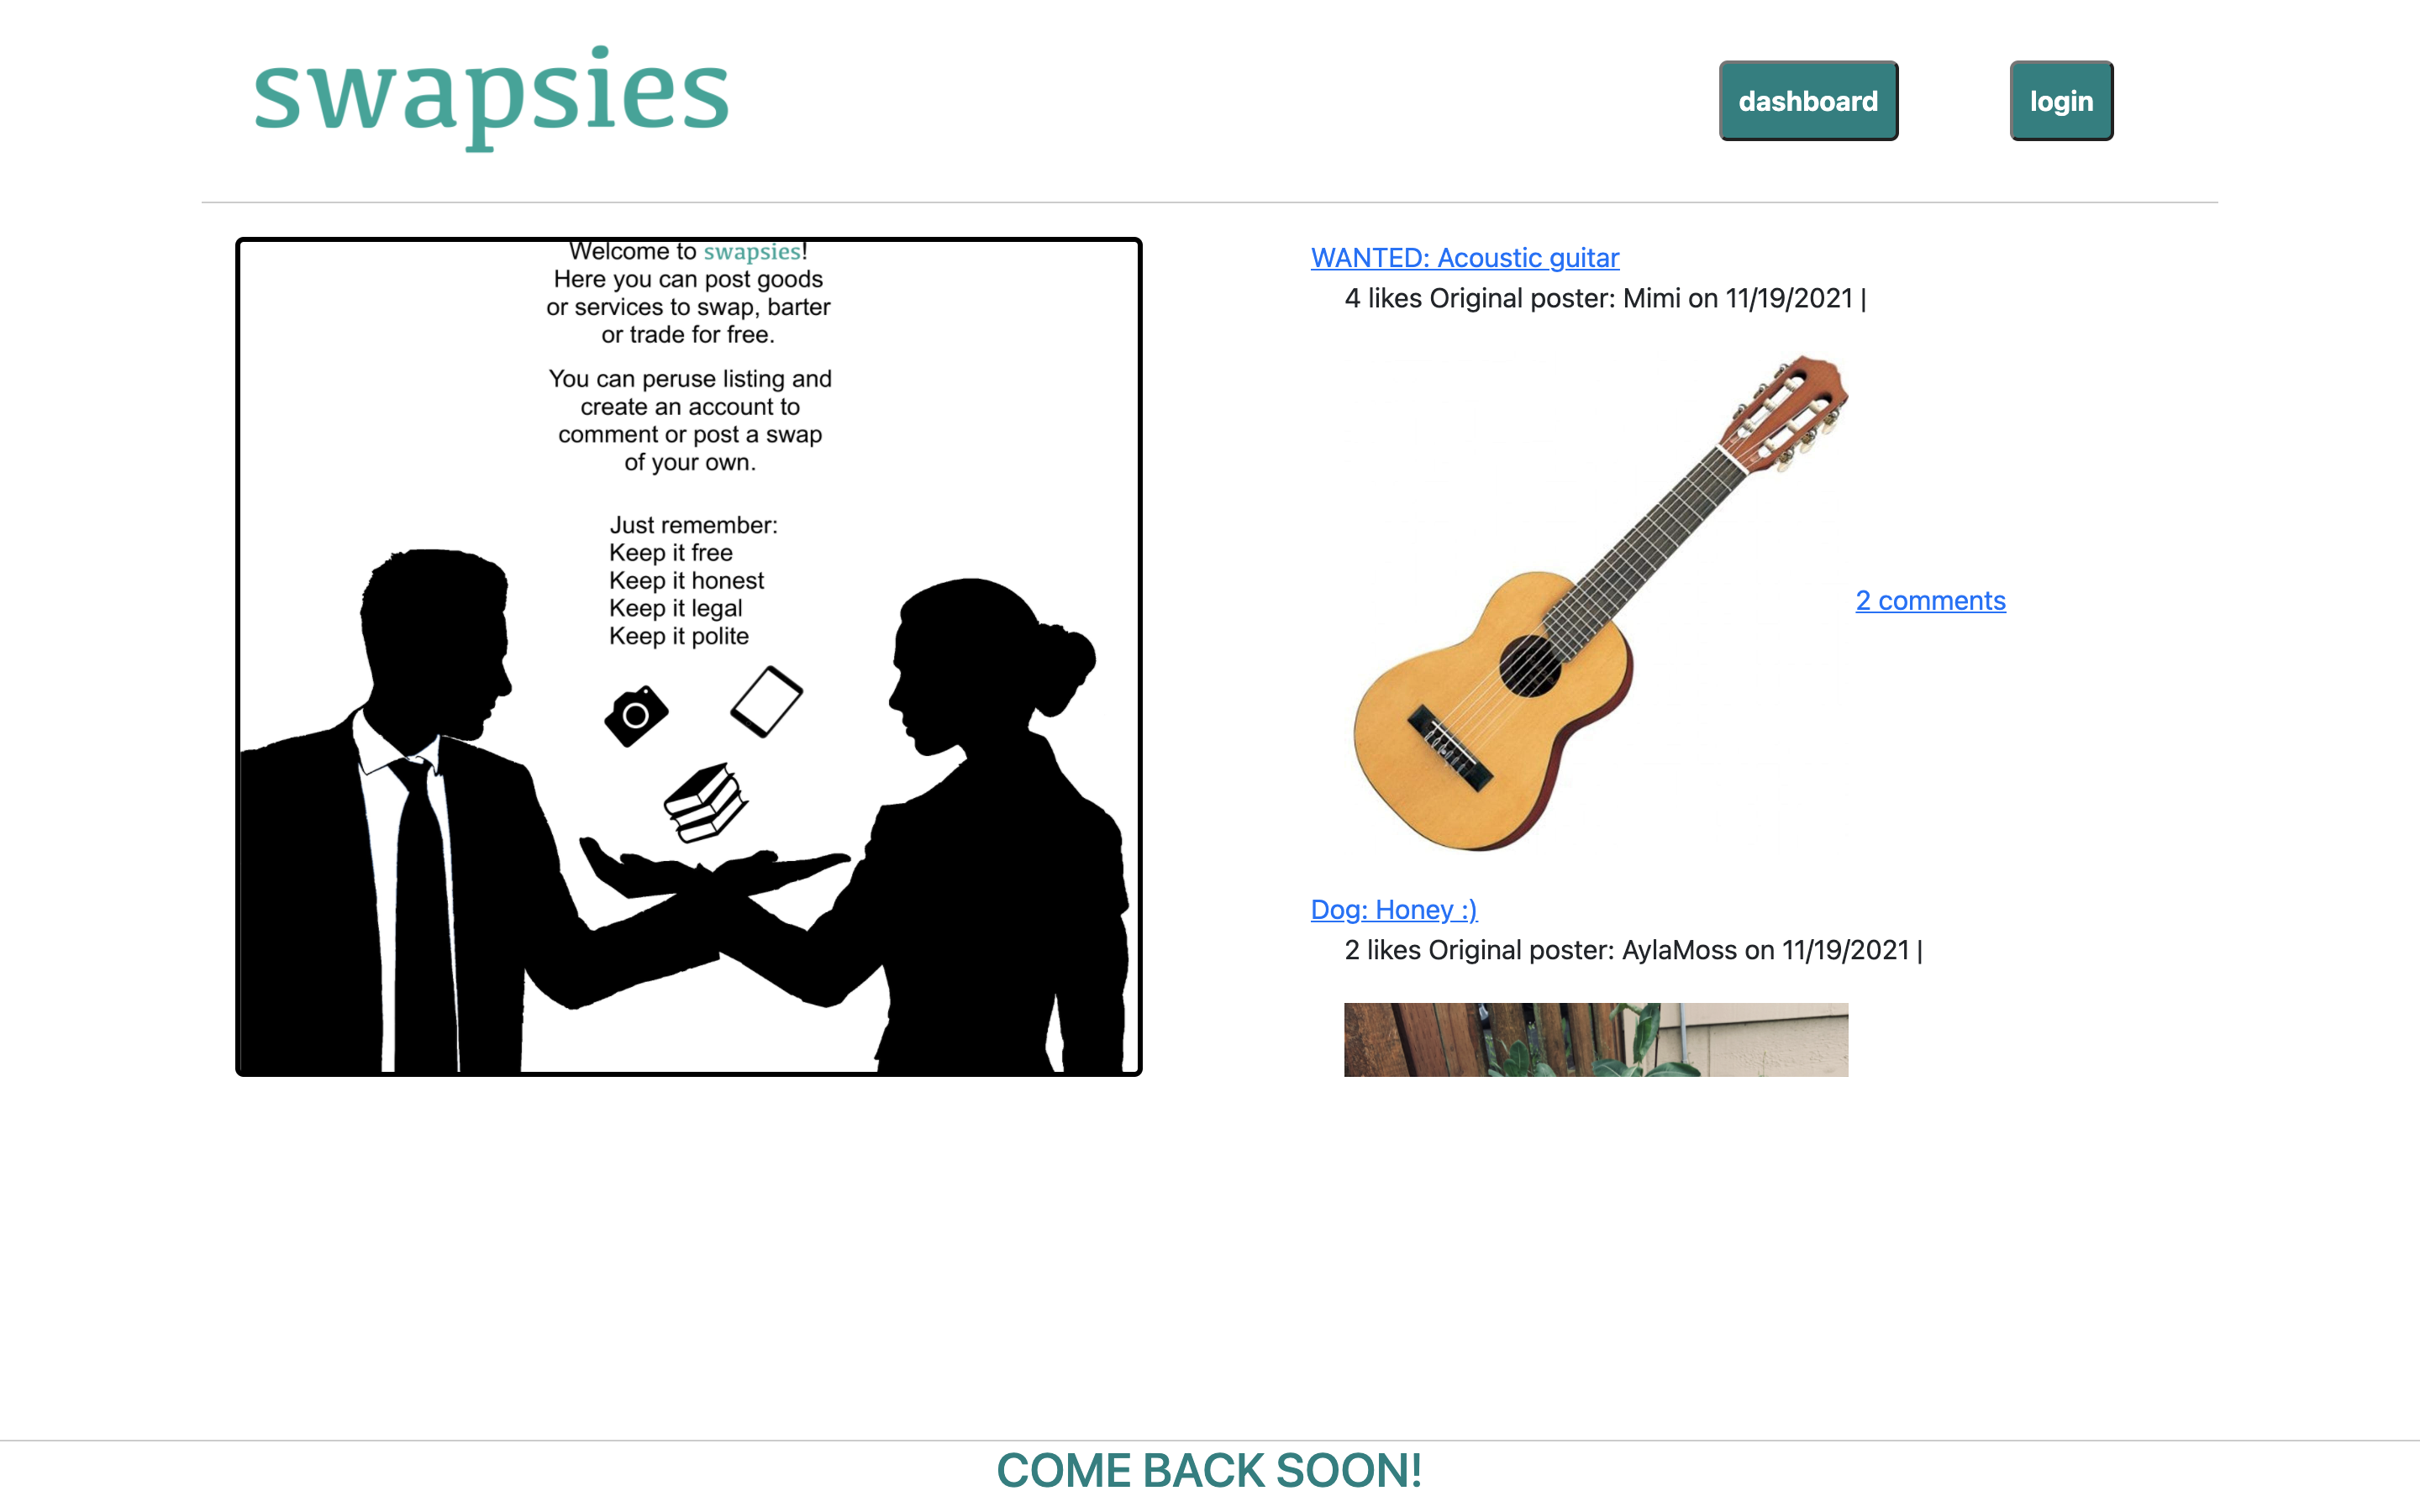 swapsies
dashboard
login
Welcome to swapsies!
Here you can post goods
or services to swap, barter
or trade for free.
You can peruse listing and
create an account to
comment or post a swap
of your own.
Just remember:
Keep it free
Keep it honest
Keep it legal
Keep it polite
WANTED: Acoustic guitar
4 likes Original poster: Mimi on 11/19/2021 |
2 comments
Dog: Honey :)
2 likes Original poster: AylaMoss on 11/19/2021 |
COME BACK SOON!